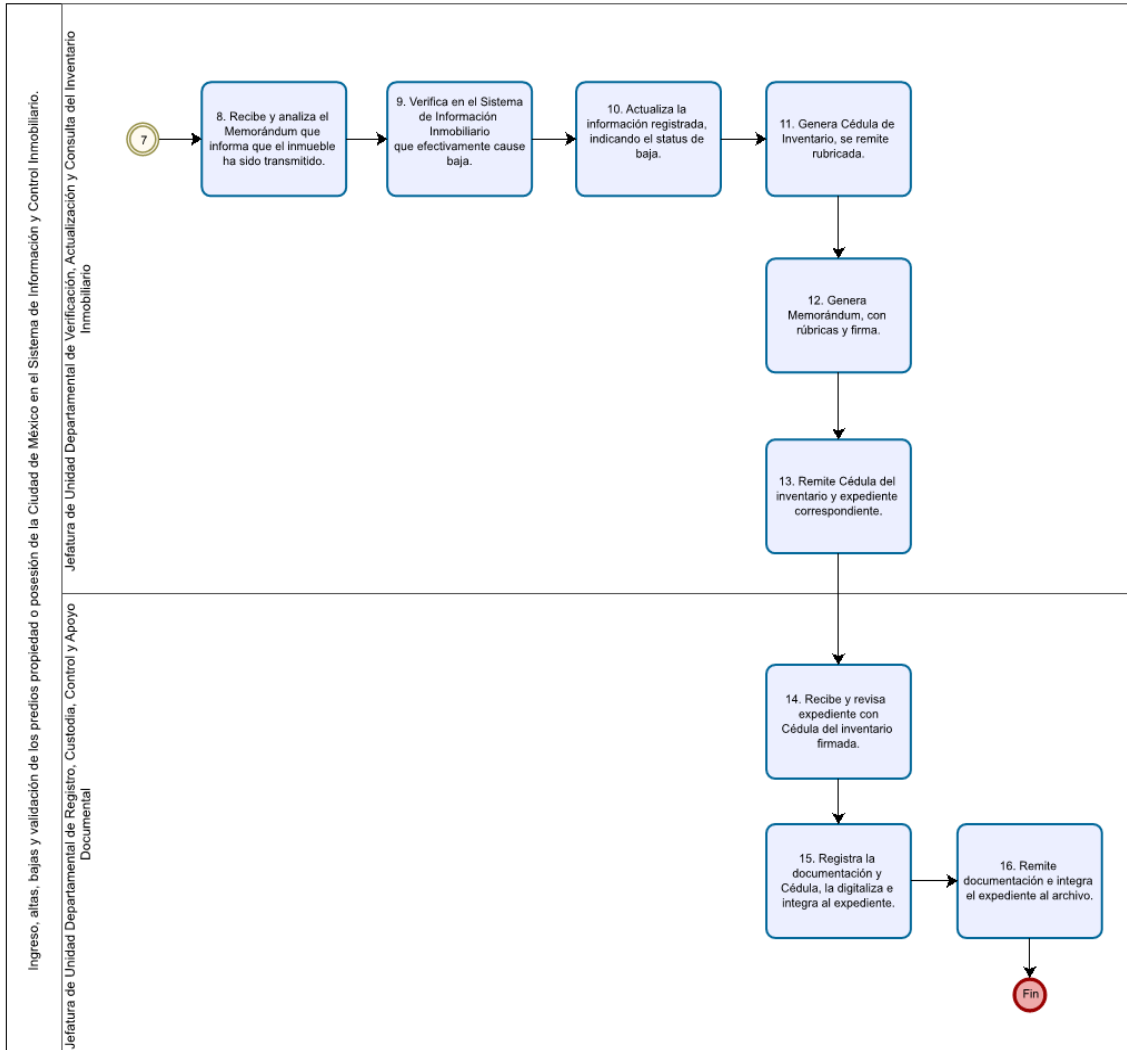 Ingreso, altas, bajas y validación de los predios propiedad o posesión de la Ciudad de México en el Sistema de Información y Control Inmobiliario.
Jefatura de Unidad Departamental de Verificación, Actualización y Consulta del Inventario
Inmobiliario
7
8. Recibe y analiza el
Memorándum que
informa que el inmueble
ha sido transmitido.
9. Verifica en el Sistema
de Información
Inmobiliario
que efectivamente cause
baja.
10. Actualiza la
información registrada,
indicando el status de
baja.
11. Genera Cédula de
Inventario, se remite
rubricada.
12. Genera
Memorándum, con
rúbricas y firma.
13. Remite Cédula del
inventario y expediente
correspondiente.
Jefatura de Unidad Departamental de Registro, Custodia, Control y Apoyo
Documental
14. Recibe y revisa
expediente con
Cédula del inventario
firmada.
15. Registra la
documentación y
Cédula, la digitaliza e
integra al expediente.
16. Remite
documentación e integra
el expediente al archivo.
Fin